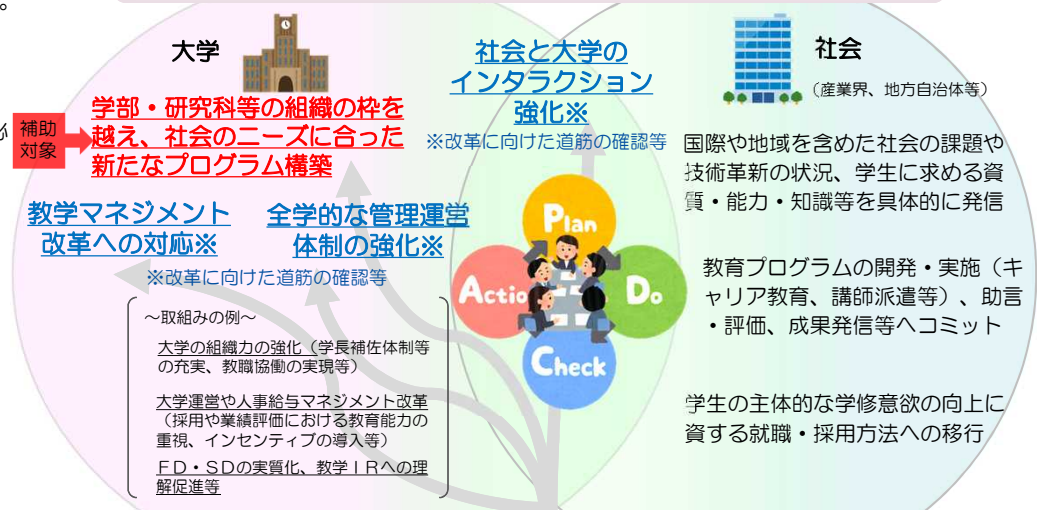 。
大学
学部・研究科等の組織の枠を
越え、社会のニーズに合った
新たなプログラム構築
補助
対象
教学マネジメント
改革への対応※
全学的な管理運営
体制の強化※
※改革に向けた道筋の確認等
～取組みの例～
大学の組織力の強化（学長補佐体制等
の充実、教職協働の実現等）
大学運営や人事給与マネジメント改革
（採用や業績評価における教育能力の
重視、インセンティブの導入等）
ＦＤ・ＳＤの実質化、教学ＩＲへの理
解促進等
社会と大学の
インタラクション
強化※
※改革に向けた道筋の確認等
Plan
Actio
Do
Check
社会
（産業界、地方自治体等）
国際や地域を含めた社会の課題や
技術革新の状況、学生に求める資
質・能力・知識等を具体的に発信
教育プログラムの開発・実施（キ
ャリア教育、講師派遣等）、助言
・評価、成果発信等へコミット
学生の主体的な学修意欲の向上に
資する就職・採用方法への移行